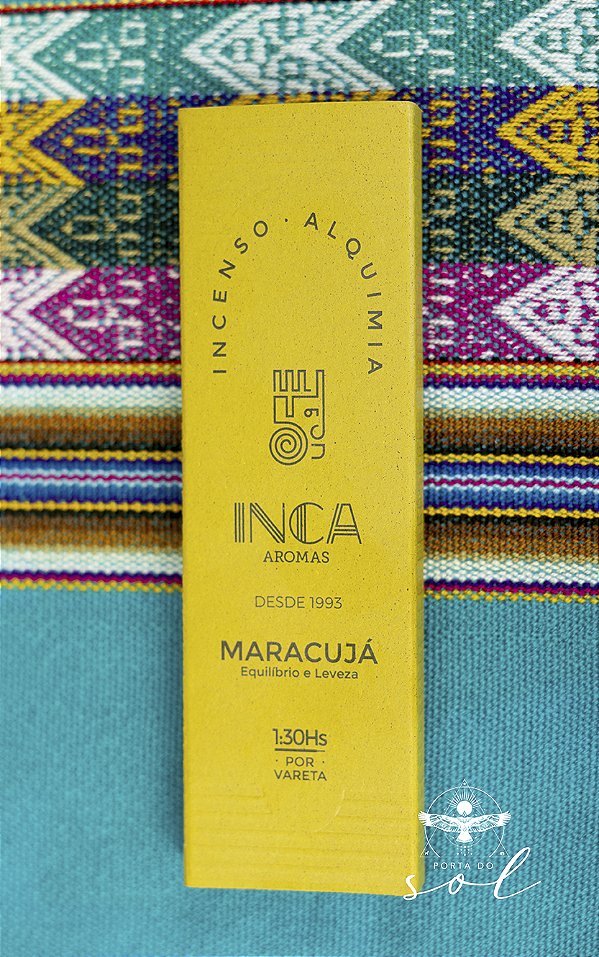 INCENSO · ALQUIMIA
INCA
AROMAS
DESDE 1993
MARACUJÁ
Equilíbrio e Leveza
1:30Hs
· POR ·
VARETA
PORTA DO
sol